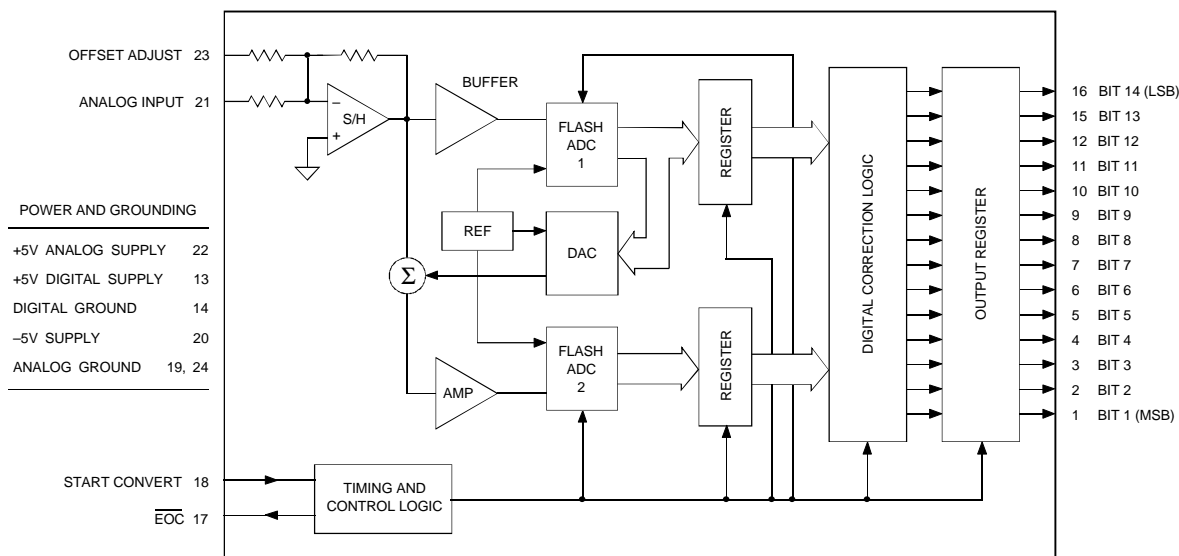 OFFSET ADJUST 23
ANALOG INPUT 21
−
S/H
+
BUFFER
FLASH
ADC
1
REGISTER
REF
DAC
Σ
AMP
FLASH
ADC
2
REGISTER
DIGITAL CORRECTION LOGIC
OUTPUT REGISTER
16 BIT 14 (LSB)
15 BIT 13
12 BIT 12
11 BIT 11
10 BIT 10
9 BIT 9
8 BIT 8
7 BIT 7
6 BIT 6
5 BIT 5
4 BIT 4
3 BIT 3
2 BIT 2
1 BIT 1 (MSB)
POWER AND GROUNDING
+5V ANALOG SUPPLY 22
+5V DIGITAL SUPPLY 13
DIGITAL GROUND 14
–5V SUPPLY 20
ANALOG GROUND 19, 24
START CONVERT 18
E̅O̅C̅ 17
TIMING AND
CONTROL LOGIC